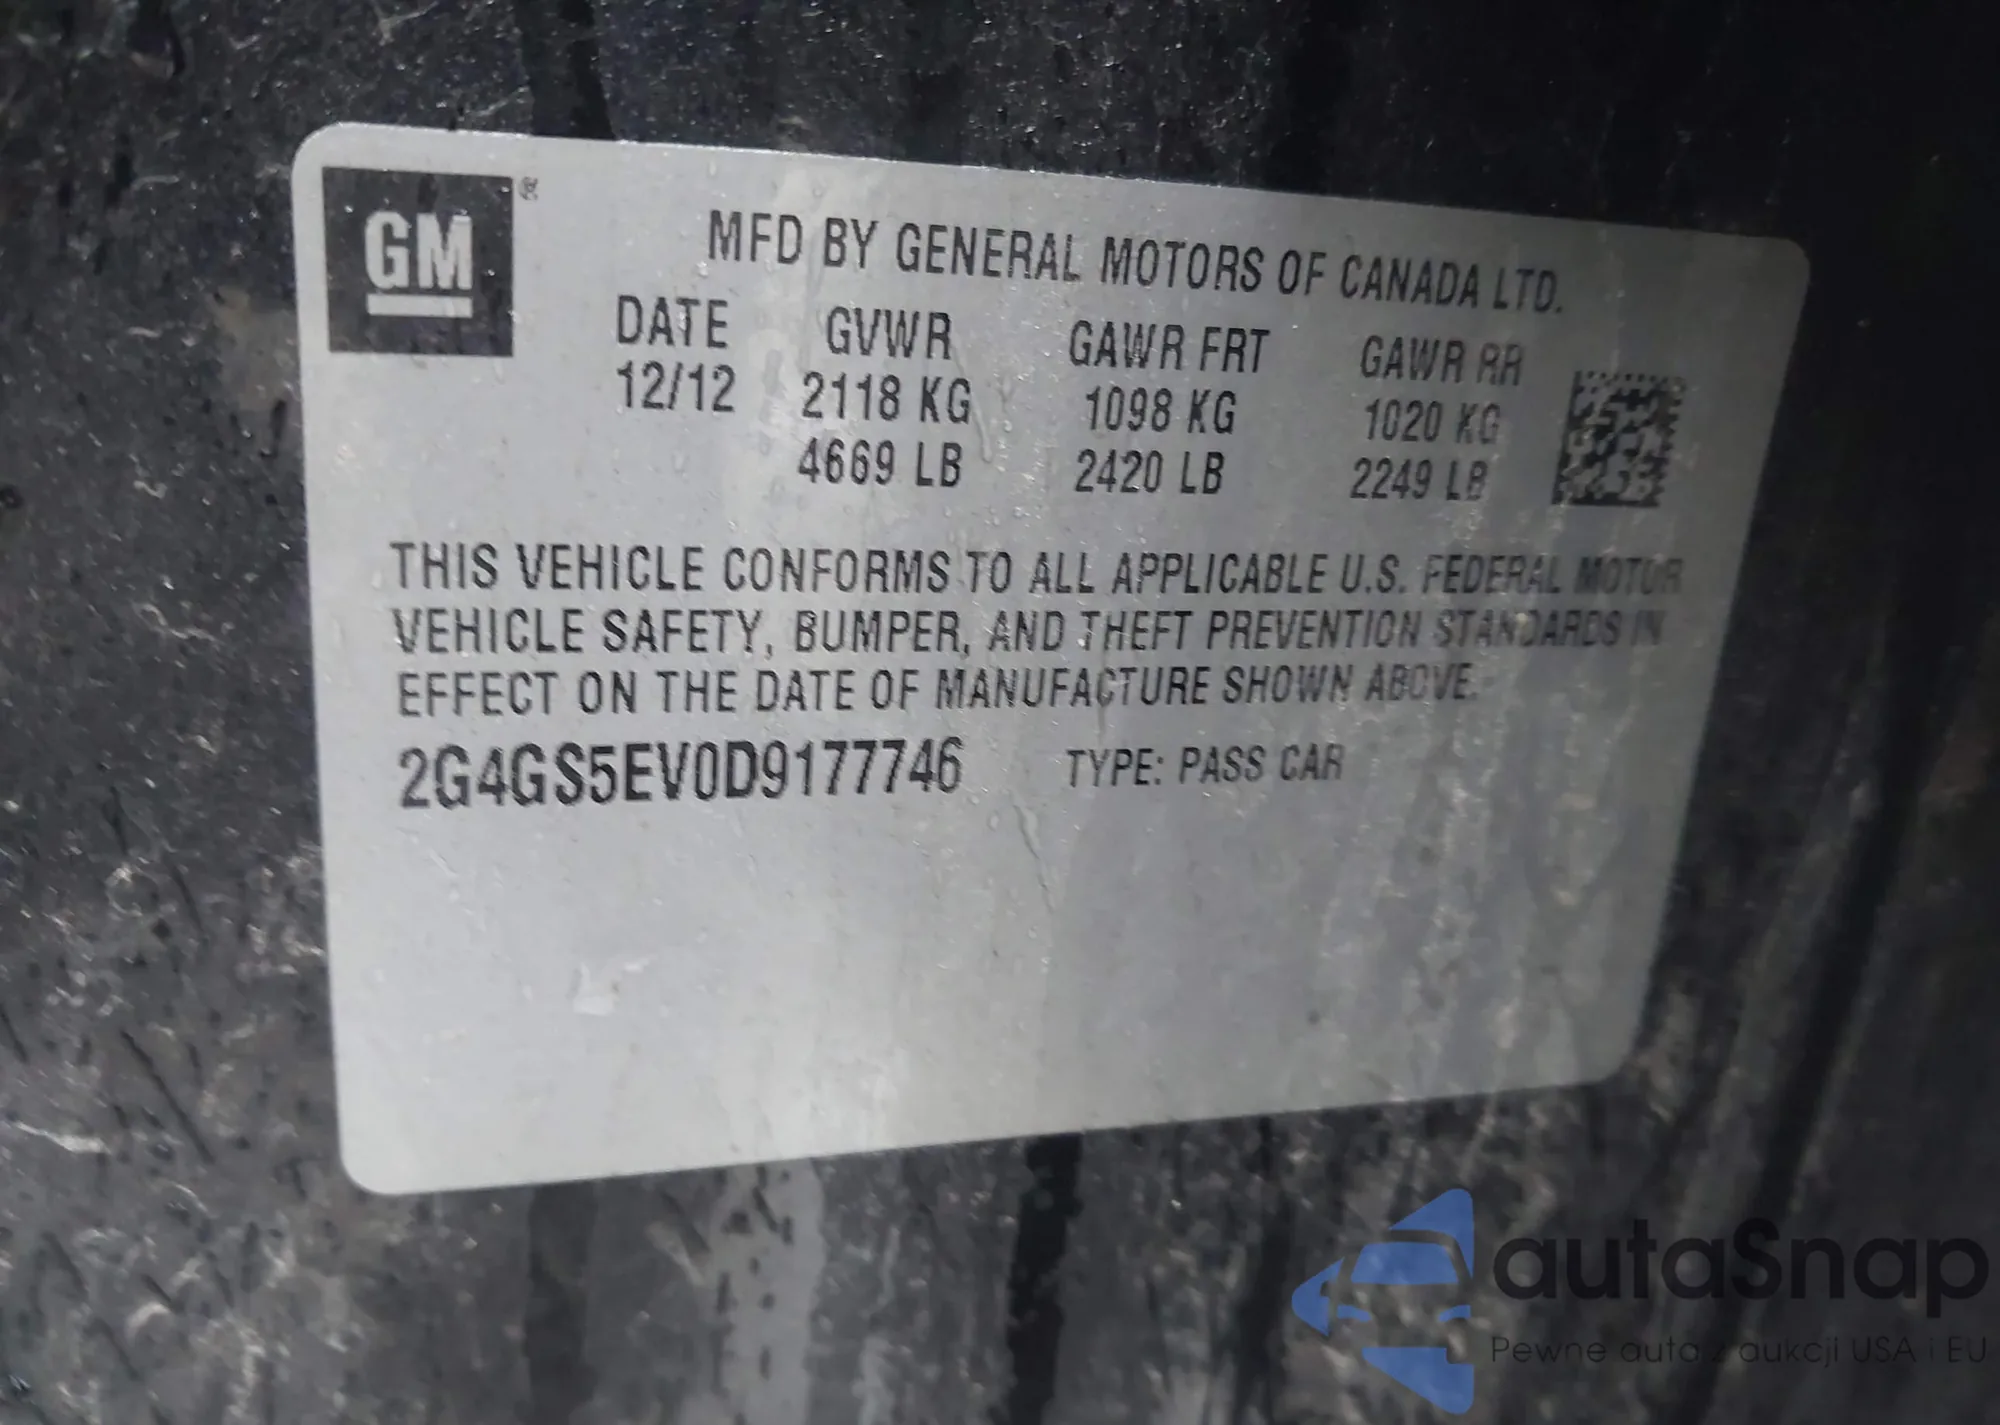 GM®
MFD BY GENERAL MOTORS OF CANADA LTD.
DATE GVWR GAWR FRT GAWR RR
12/12 2118 KG 1098 KG 1020 KG
4669 LB 2420 LB 2249 LB
THIS VEHICLE CONFORMS TO ALL APPLICABLE U.S. FEDERAL MOTOR
VEHICLE SAFETY, BUMPER, AND THEFT PREVENTION STANDARDS IN
EFFECT ON THE DATE OF MANUFACTURE SHOWN ABOVE.
2G4GS5EV0D9177746 TYPE: PASS CAR
autaSnap
Pewne auta z aukcji USA i EU